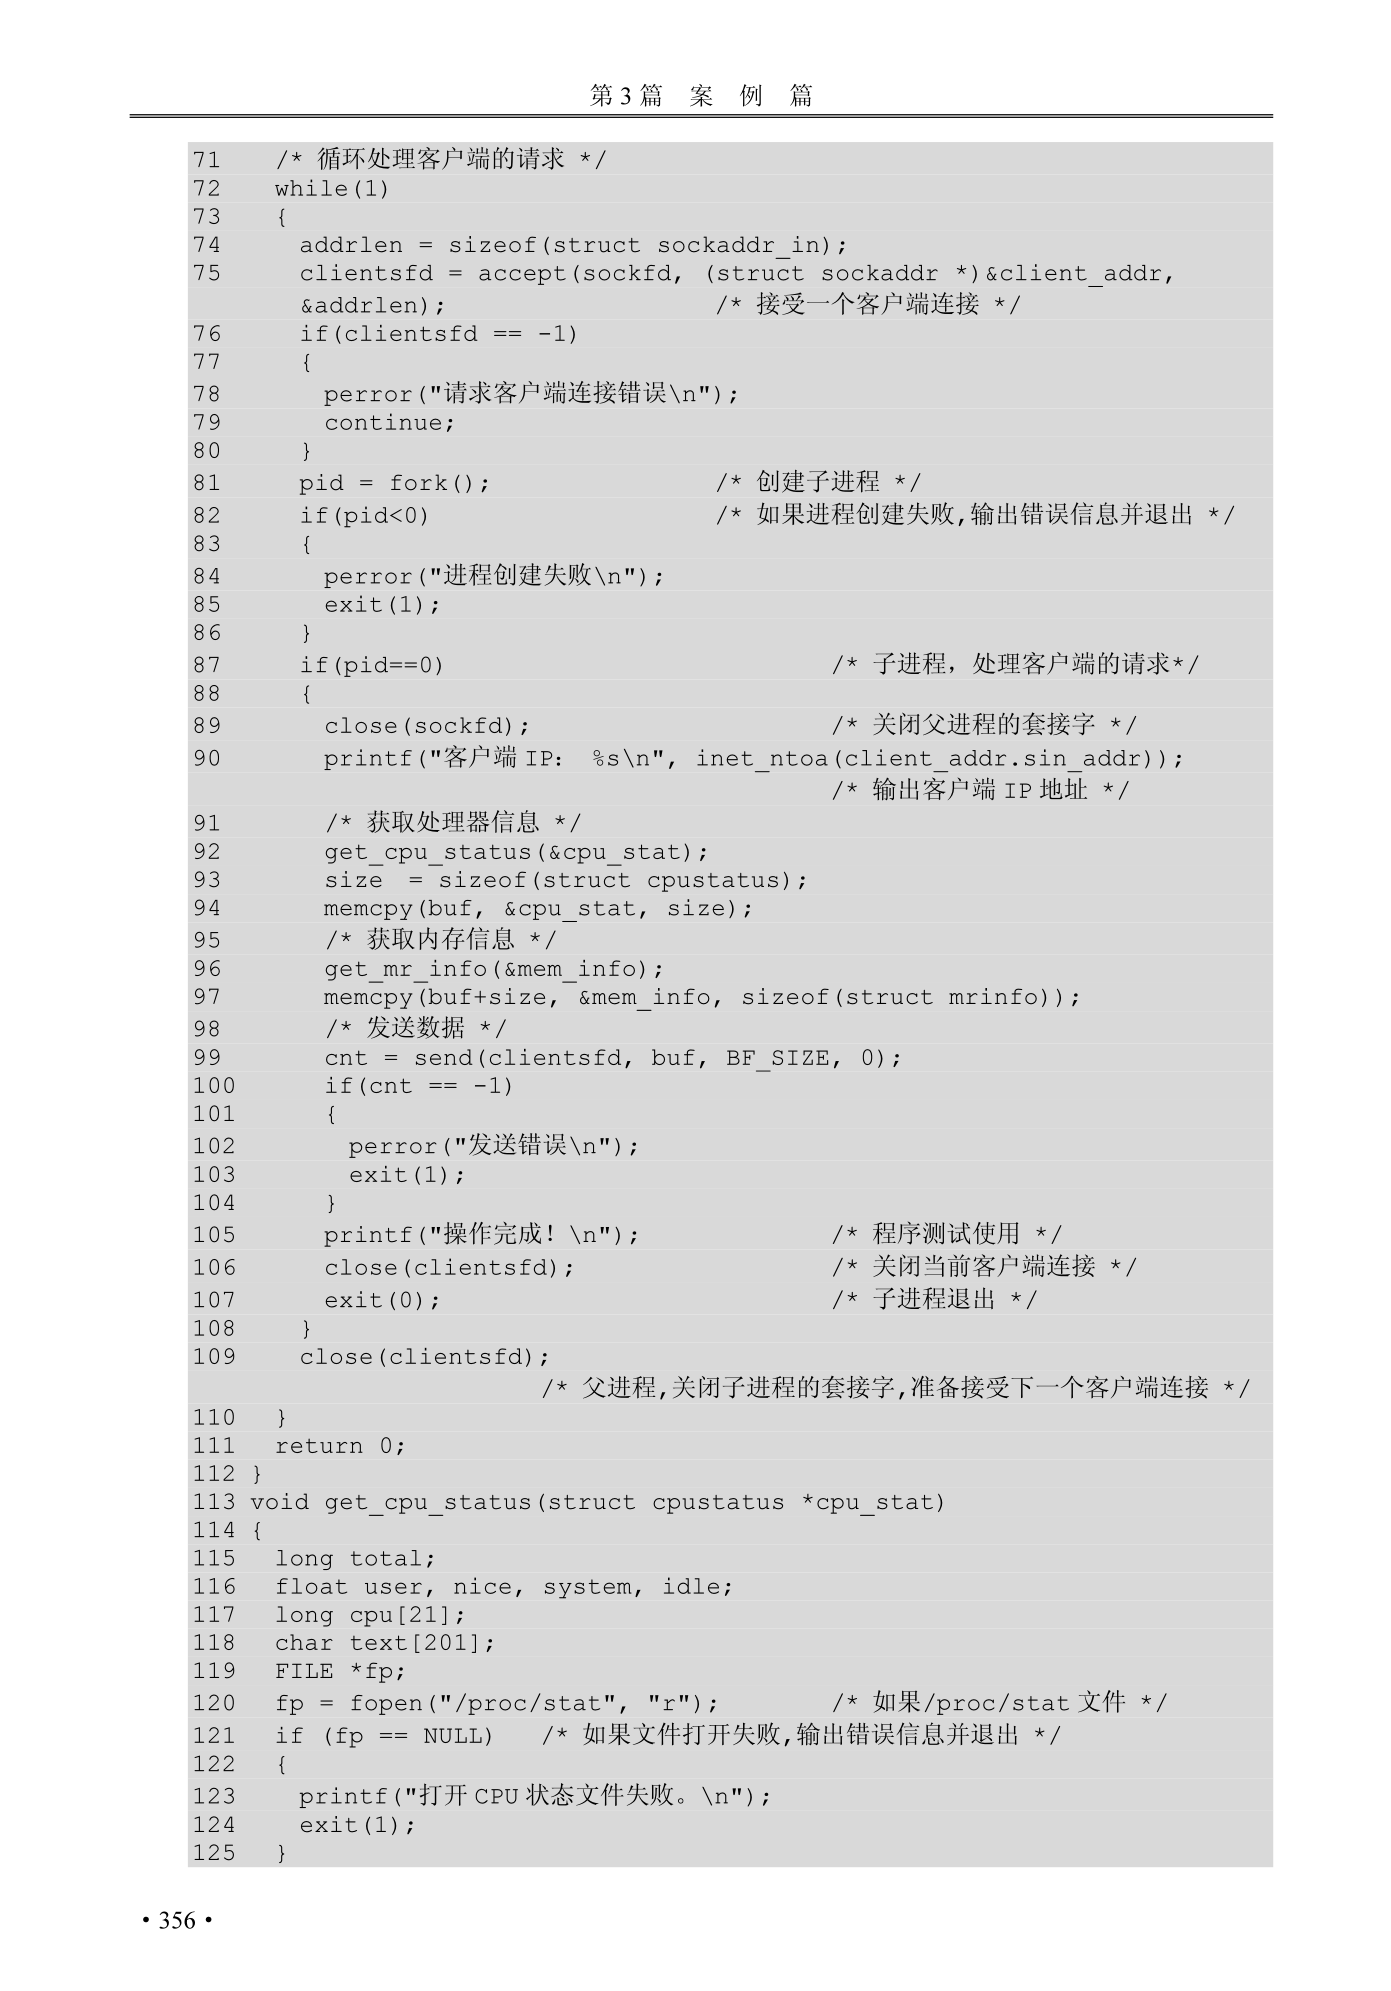 第 3 篇 案 例 篇
71 /* 循环处理客户端的请求 */
72 while(1)
73 {
74 addrlen = sizeof(struct sockaddr_in);
75 clientsfd = accept(sockfd, (struct sockaddr *)&client_addr,
&addrlen); /* 接受一个客户端连接 */
76 if(clientsfd == -1)
77 {
78 perror("请求客户端连接错误\n");
79 continue;
80 }
81 pid = fork(); /* 创建子进程 */
82 if(pid<0) /* 如果进程创建失败,输出错误信息并退出 */
83 {
84 perror("进程创建失败\n");
85 exit(1);
86 }
87 if(pid==0) /* 子进程，处理客户端的请求*/
88 {
89 close(sockfd); /* 关闭父进程的套接字 */
90 printf("客户端 IP： %s\n", inet_ntoa(client_addr.sin_addr));
/* 输出客户端 IP 地址 */
91 /* 获取处理器信息 */
92 get_cpu_status(&cpu_stat);
93 size = sizeof(struct cpustatus);
94 memcpy(buf, &cpu_stat, size);
95 /* 获取内存信息 */
96 get_mr_info(&mem_info);
97 memcpy(buf+size, &mem_info, sizeof(struct mrinfo));
98 /* 发送数据 */
99 cnt = send(clientsfd, buf, BF_SIZE, 0);
100 if(cnt == -1)
101 {
102 perror("发送错误\n");
103 exit(1);
104 }
105 printf("操作完成！\n"); /* 程序测试使用 */
106 close(clientsfd); /* 关闭当前客户端连接 */
107 exit(0); /* 子进程退出 */
108 }
109 close(clientsfd);
/* 父进程,关闭子进程的套接字,准备接受下一个客户端连接 */
110 }
111 return 0;
112 }
113 void get_cpu_status(struct cpustatus *cpu_stat)
114 {
115 long total;
116 float user, nice, system, idle;
117 long cpu[21];
118 char text[201];
119 FILE *fp;
120 fp = fopen("/proc/stat", "r"); /* 如果/proc/stat 文件 */
121 if (fp == NULL) /* 如果文件打开失败,输出错误信息并退出 */
122 {
123 printf("打开 CPU 状态文件失败。\n");
124 exit(1);
125 }
• 356 •